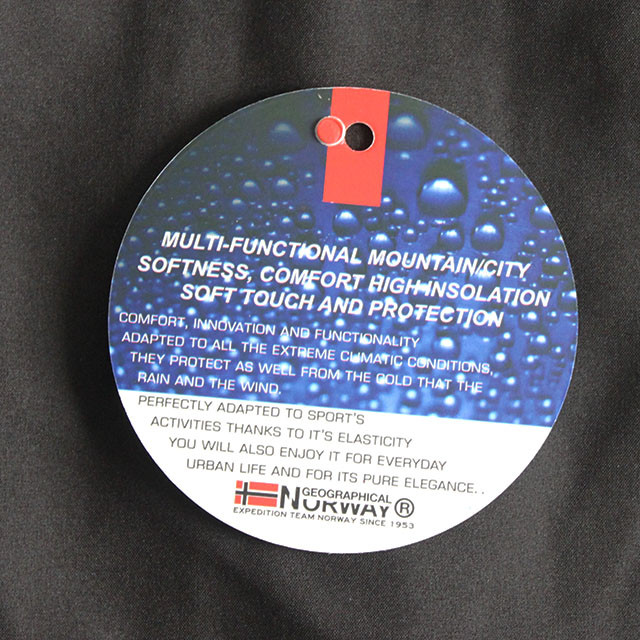 MULTI-FUNCTIONAL MOUNTAIN/CITY
SOFTNESS, COMFORT HIGH INSOLATION
SOFT TOUCH AND PROTECTION
COMFORT, INNOVATION AND FUNCTIONALITY
ADAPTED TO ALL THE EXTREME CLIMATIC CONDITIONS,
THEY PROTECT AS WELL FROM THE COLD THAT THE
RAIN AND THE WIND.
PERFECTLY ADAPTED TO SPORT'S
ACTIVITIES THANKS TO IT'S ELASTICITY
YOU WILL ALSO ENJOY IT FOR EVERYDAY
URBAN LIFE AND FOR ITS PURE ELEGANCE..
GEOGRAPHICAL
NORWAY ®
EXPEDITION TEAM NORWAY SINCE 1953